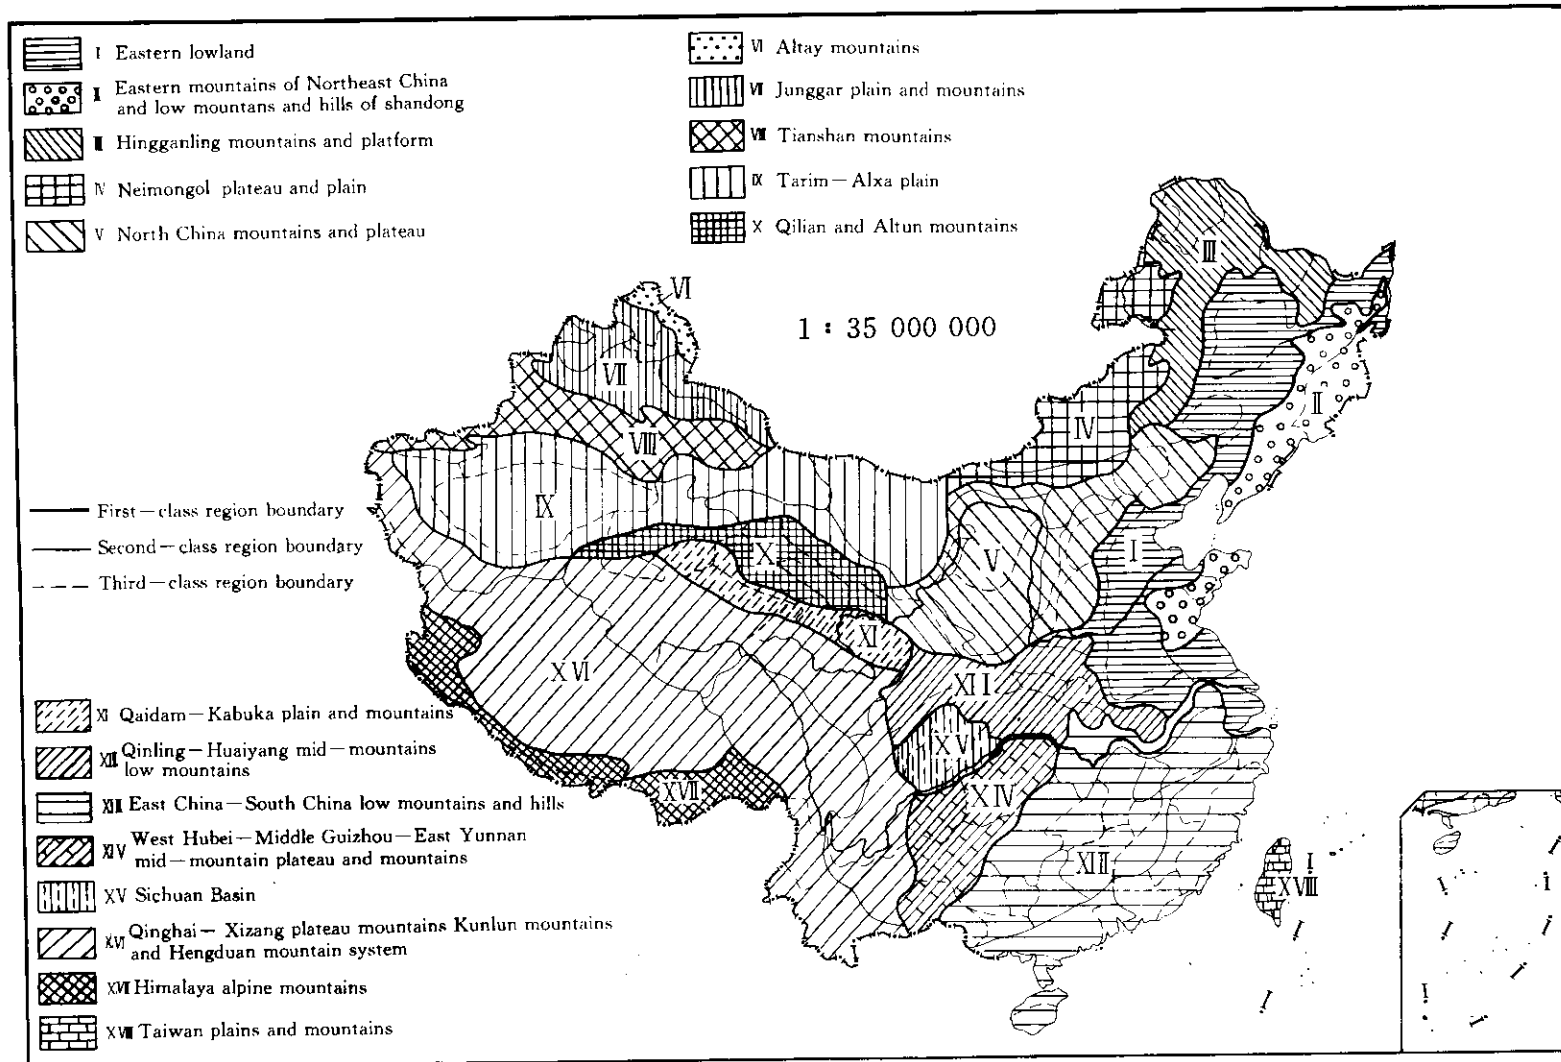 I Eastern lowland
II Eastern mountains of Northeast China
and low mountans and hills of shandong
III Hingganling mountains and platform
IV Neimongol plateau and plain
V North China mountains and plateau
VI Altay mountains
VII Junggar plain and mountains
VIII Tianshan mountains
IX Tarim—Alxa plain
X Qilian and Altun mountains
1 : 35 000 000
III
VI
VII
II
IV
VIII
IX
I
V
X
XI
XVI
XII
XV
XVII
XIV
XIII
XVIII
First—class region boundary
Second—class region boundary
Third—class region boundary
XI Qaidam—Kabuka plain and mountains
XII Qinling—Huaiyang mid—mountains
low mountains
XIII East China—South China low mountains and hills
XIV West Hubei—Middle Guizhou—East Yunnan
mid—mountain plateau and mountains
XV Sichuan Basin
XVI Qinghai— Xizang plateau mountains Kunlun mountains
and Hengduan mountain system
XVII Himalaya alpine mountains
XVIII Taiwan plains and mountains